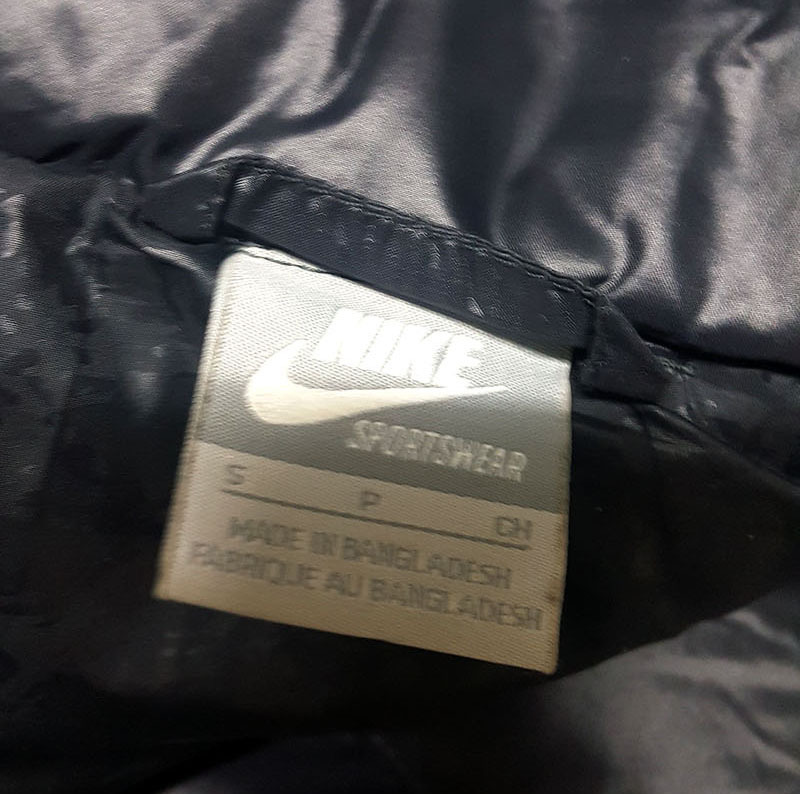 NIKE
SPORTSWEAR
S P CH
MADE IN BANGLADESH
FABRIQUE AU BANGLADESH